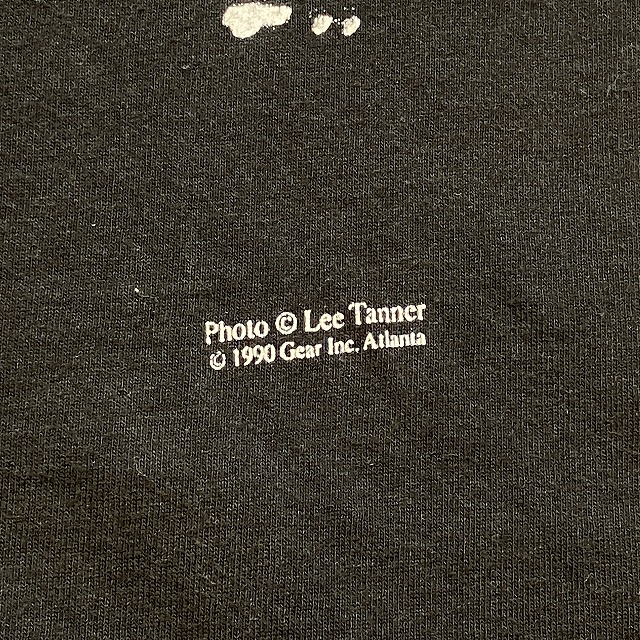 Photo © Lee Tanner
© 1990 Gear Inc. Atlanta